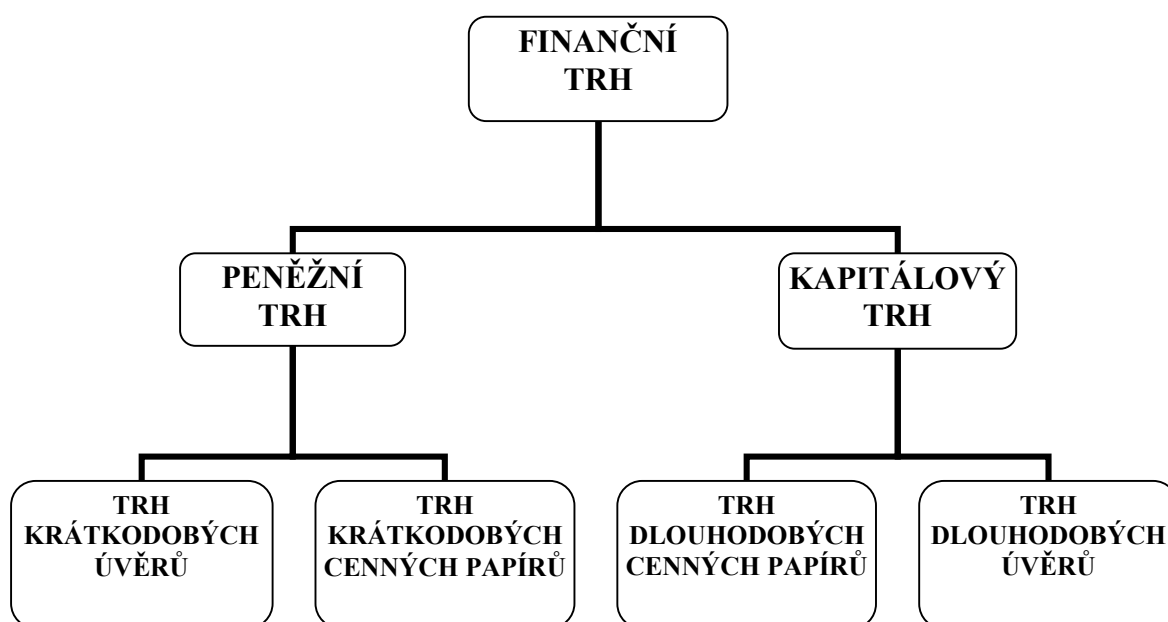 FINANČNÍ
TRH
PENĚŽNÍ
TRH
KAPITÁLOVÝ
TRH
TRH
KRÁTKODOBÝCH
ÚVĚRŮ
TRH
KRÁTKODOBÝCH
CENNÝCH PAPÍRŮ
TRH
DLOUHODOBÝCH
CENNÝCH PAPÍRŮ
TRH
DLOUHODOBÝCH
ÚVĚRŮ